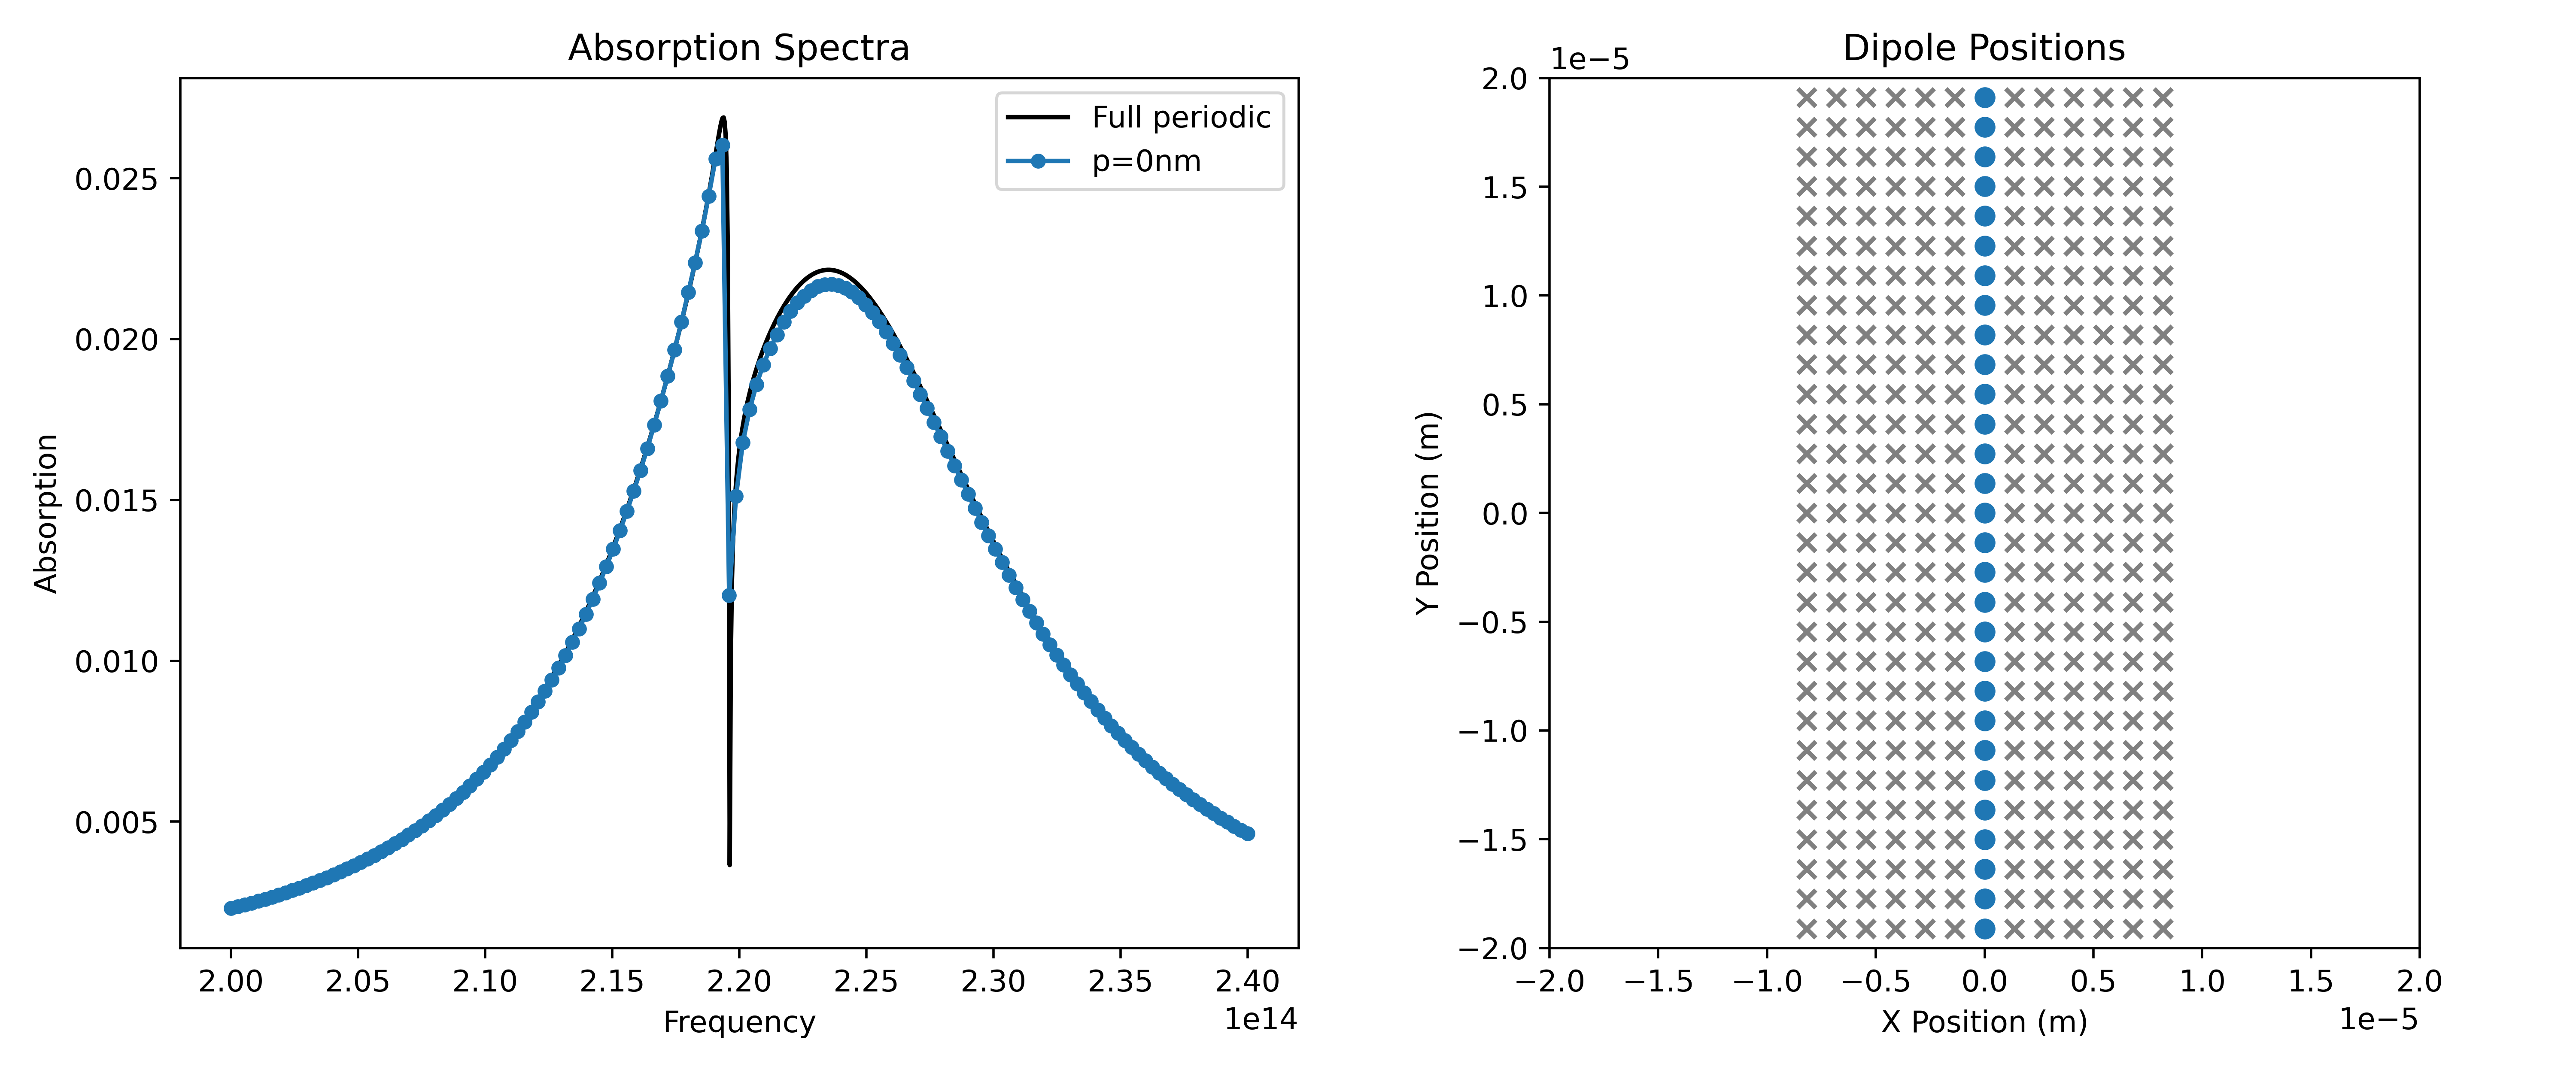 Absorption Spectra
Full periodic
p=0nm
0.025
0.020
0.015
0.010
0.005
Absorption
2.00 2.05 2.10 2.15 2.20 2.25 2.30 2.35 2.40
Frequency
1e14
Dipole Positions
1e−5
2.0
1.5
1.0
0.5
0.0
−0.5
−1.0
−1.5
−2.0
Y Position (m)
−2.0 −1.5 −1.0 −0.5 0.0 0.5 1.0 1.5 2.0
X Position (m)
1e−5